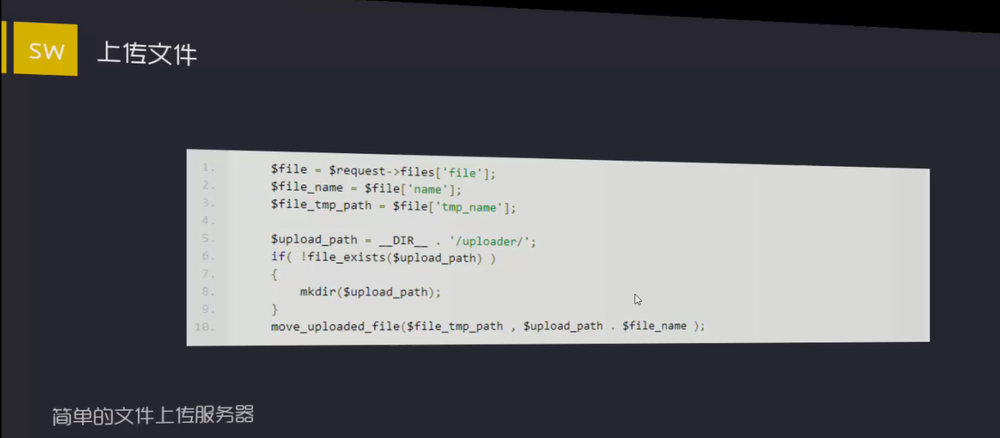 SW 上传文件
1. $file = $request->files['file'];
2. $file_name = $file['name'];
3. $file_tmp_path = $file['tmp_name'];
4.
5. $upload_path = __DIR__ . '/uploader/';
6. if( !file_exists($upload_path) )
7. {
8. mkdir($upload_path);
9. }
10. move_uploaded_file($file_tmp_path , $upload_path . $file_name );
简单的文件上传服务器